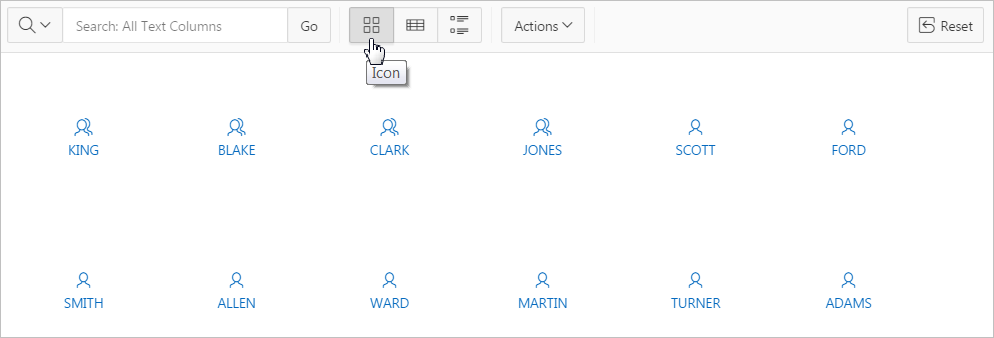 Search: All Text Columns Go Actions Reset
Icon
KING BLAKE CLARK JONES SCOTT FORD
SMITH ALLEN WARD MARTIN TURNER ADAMS